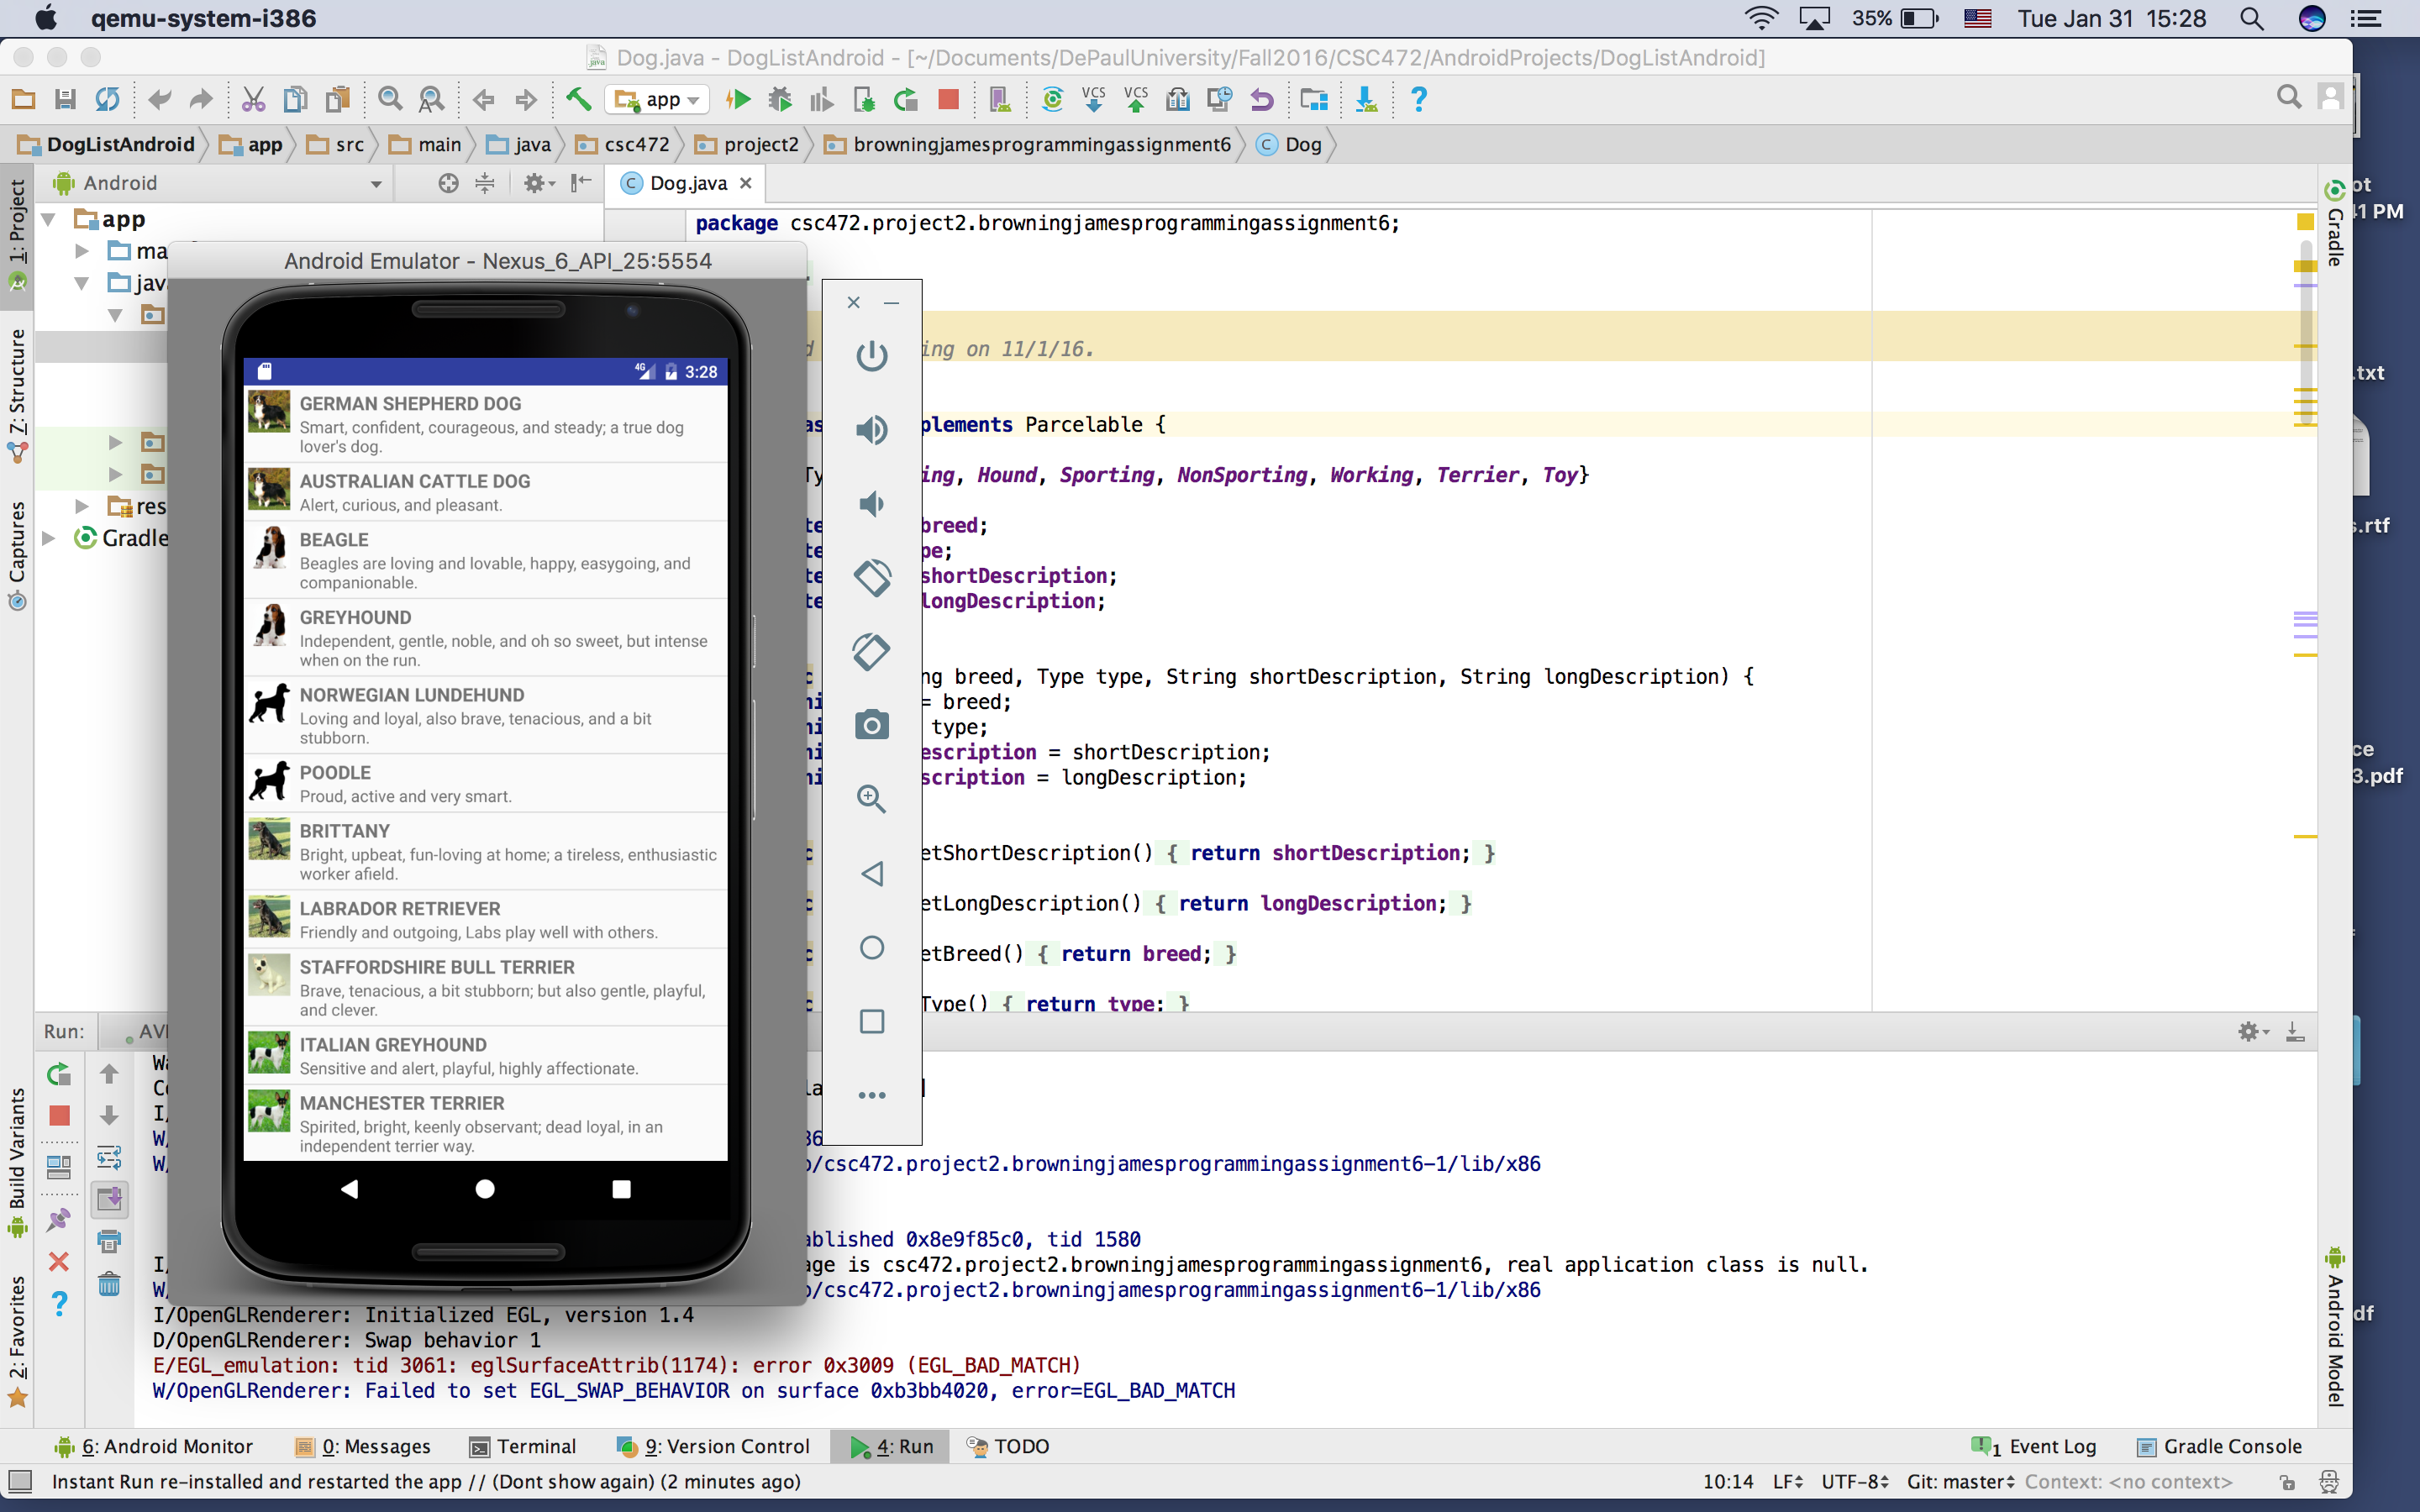 qemu-system-i386
35%
Tue Jan 31 15:28
Dog.java - DogListAndroid - [~/Documents/DePaulUniversity/Fall2016/CSC472/AndroidProjects/DogListAndroid]
app
VCS
VCS
?
DogListAndroid
app
src
main
java
csc472
project2
browningjamesprogrammingassignment6
C Dog
Android
C Dog.java
1: Project
7: Structure
Captures
Build Variants
2: Favorites
Gradle
Android Model
app
ma
jav
res
Gradle
package csc472.project2.browningjamesprogrammingassignment6;
ing on 11/1/16.
plements Parcelable {
ing, Hound, Sporting, NonSporting, Working, Terrier, Toy}
breed;
pe;
shortDescription;
longDescription;
ng breed, Type type, String shortDescription, String longDescription) {
= breed;
type;
escription = shortDescription;
scription = longDescription;
etShortDescription() { return shortDescription; }
etLongDescription() { return longDescription; }
etBreed() { return breed; }
Type() { return type; }
Android Emulator - Nexus_6_API_25:5554
4G
3:28
GERMAN SHEPHERD DOG
Smart, confident, courageous, and steady; a true dog
lover's dog.
AUSTRALIAN CATTLE DOG
Alert, curious, and pleasant.
BEAGLE
Beagles are loving and lovable, happy, easygoing, and
companionable.
GREYHOUND
Independent, gentle, noble, and oh so sweet, but intense
when on the run.
NORWEGIAN LUNDEHUND
Loving and loyal, also brave, tenacious, and a bit
stubborn.
POODLE
Proud, active and very smart.
BRITTANY
Bright, upbeat, fun-loving at home; a tireless, enthusiastic
worker afield.
LABRADOR RETRIEVER
Friendly and outgoing, Labs play well with others.
STAFFORDSHIRE BULL TERRIER
Brave, tenacious, a bit stubborn; but also gentle, playful,
and clever.
ITALIAN GREYHOUND
Sensitive and alert, playful, highly affectionate.
MANCHESTER TERRIER
Spirited, bright, keenly observant; dead loyal, in an
independent terrier way.
ot
41 PM
.txt
s.rtf
ce
3.pdf
df
Run:
AV
Wa
Co
I/
W/
W/ /csc472.project2.browningjamesprogrammingassignment6-1/lib/x86
ablished 0x8e9f85c0, tid 1580
I/ age is csc472.project2.browningjamesprogrammingassignment6, real application class is null.
W/ /csc472.project2.browningjamesprogrammingassignment6-1/lib/x86
I/OpenGLRenderer: Initialized EGL, version 1.4
D/OpenGLRenderer: Swap behavior 1
E/EGL_emulation: tid 3061: eglSurfaceAttrib(1174): error 0x3009 (EGL_BAD_MATCH)
W/OpenGLRenderer: Failed to set EGL_SWAP_BEHAVIOR on surface 0xb3bb4020, error=EGL_BAD_MATCH
6: Android Monitor
0: Messages
Terminal
9: Version Control
4: Run
TODO
1 Event Log
Gradle Console
Instant Run re-installed and restarted the app // (Dont show again) (2 minutes ago)
10:14
LF
UTF-8
Git: master
Context: <no context>